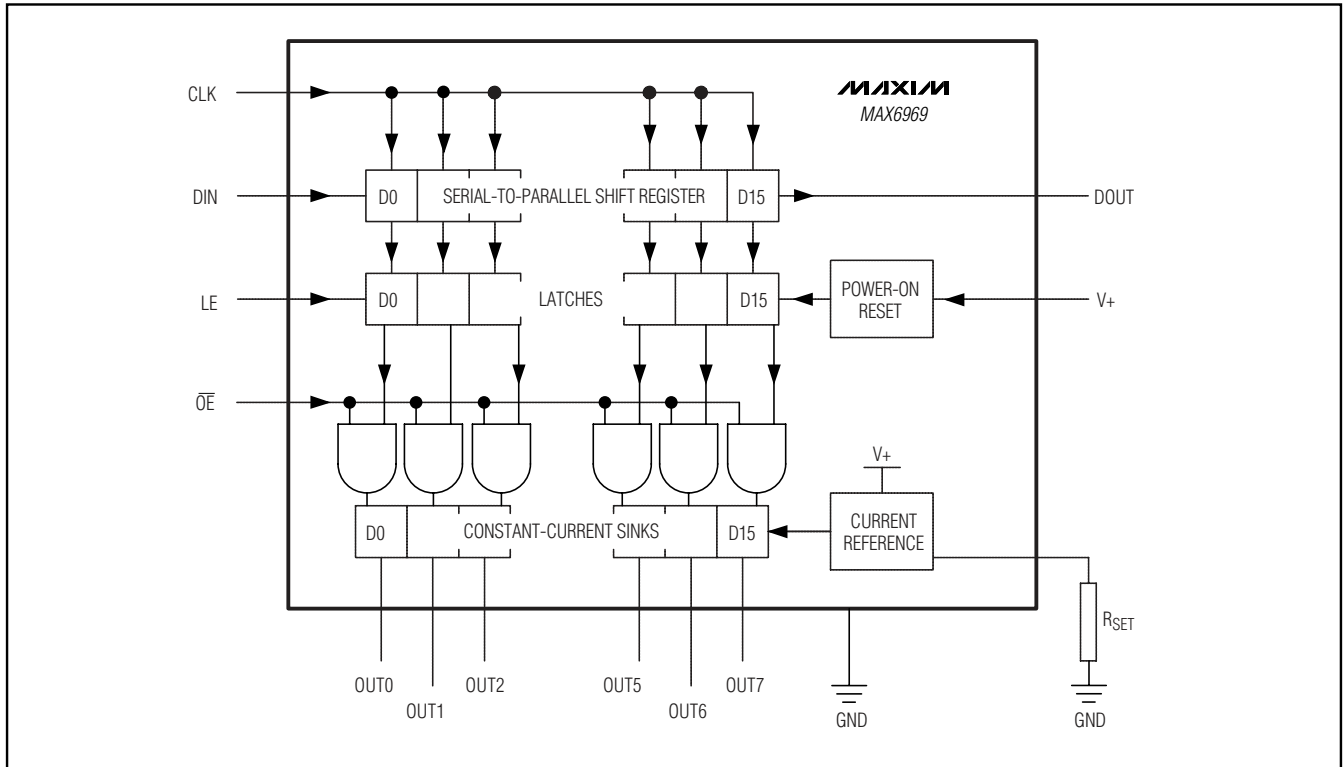 MAXIM
CLK
MAX6969
DIN
D0
SERIAL-TO-PARALLEL SHIFT REGISTER
D15
DOUT
LE
D0
LATCHES
D15
POWER-ON
RESET
V+
OE
V+
D0
CONSTANT-CURRENT SINKS
D15
CURRENT
REFERENCE
RSET
OUT0
OUT2
OUT5
OUT7
OUT1
OUT6
GND
GND